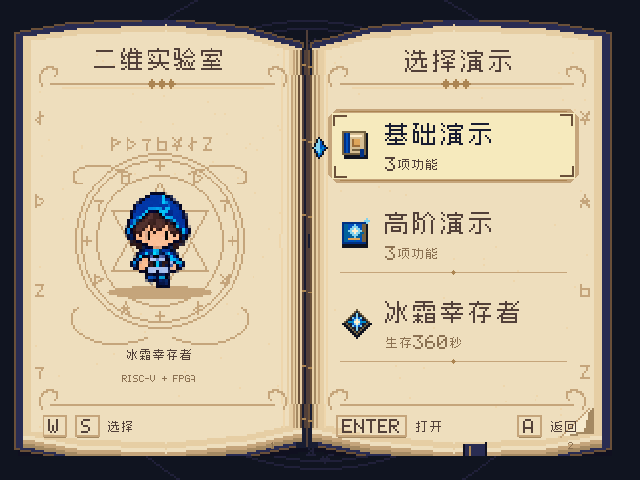 二维实验室
冰霜幸存者
RISC-V + FPGA
W S 选择
选择演示
基础演示
3项功能
高阶演示
3项功能
冰霜幸存者
生存360秒
ENTER 打开
A 返回